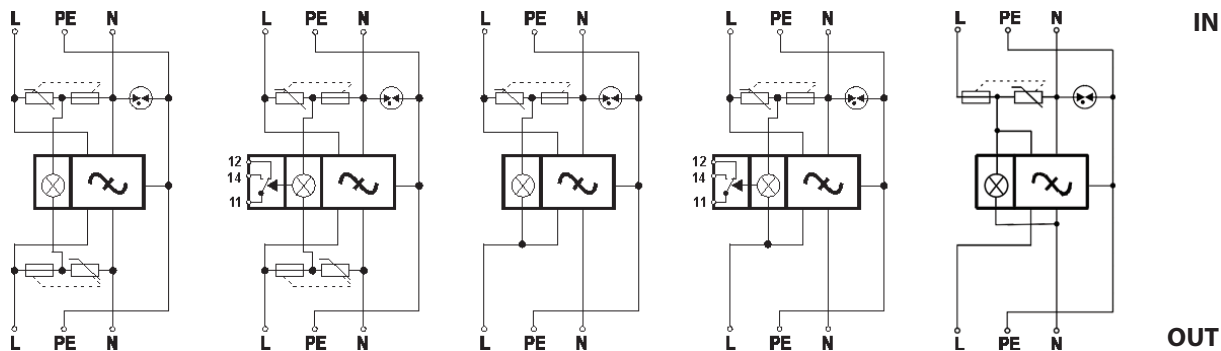 L PE N L PE N L PE N L PE N L PE N IN
12 12
14 14
11 11
L PE N L PE N L PE N L PE N L PE N OUT